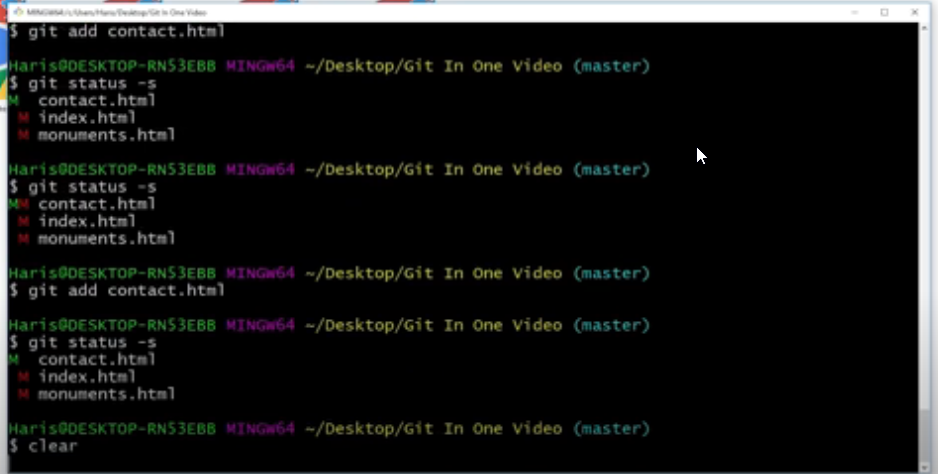 MINGW64:/c/Users/Haris/Desktop/Git In One Video
$ git add contact.html
Haris@DESKTOP-RN53EBB MINGW64 ~/Desktop/Git In One Video (master)
$ git status -s
M  contact.html
 M index.html
 M monuments.html
Haris@DESKTOP-RN53EBB MINGW64 ~/Desktop/Git In One Video (master)
$ git status -s
MM contact.html
 M index.html
 M monuments.html
Haris@DESKTOP-RN53EBB MINGW64 ~/Desktop/Git In One Video (master)
$ git add contact.html
Haris@DESKTOP-RN53EBB MINGW64 ~/Desktop/Git In One Video (master)
$ git status -s
M  contact.html
 M index.html
 M monuments.html
Haris@DESKTOP-RN53EBB MINGW64 ~/Desktop/Git In One Video (master)
$ clear